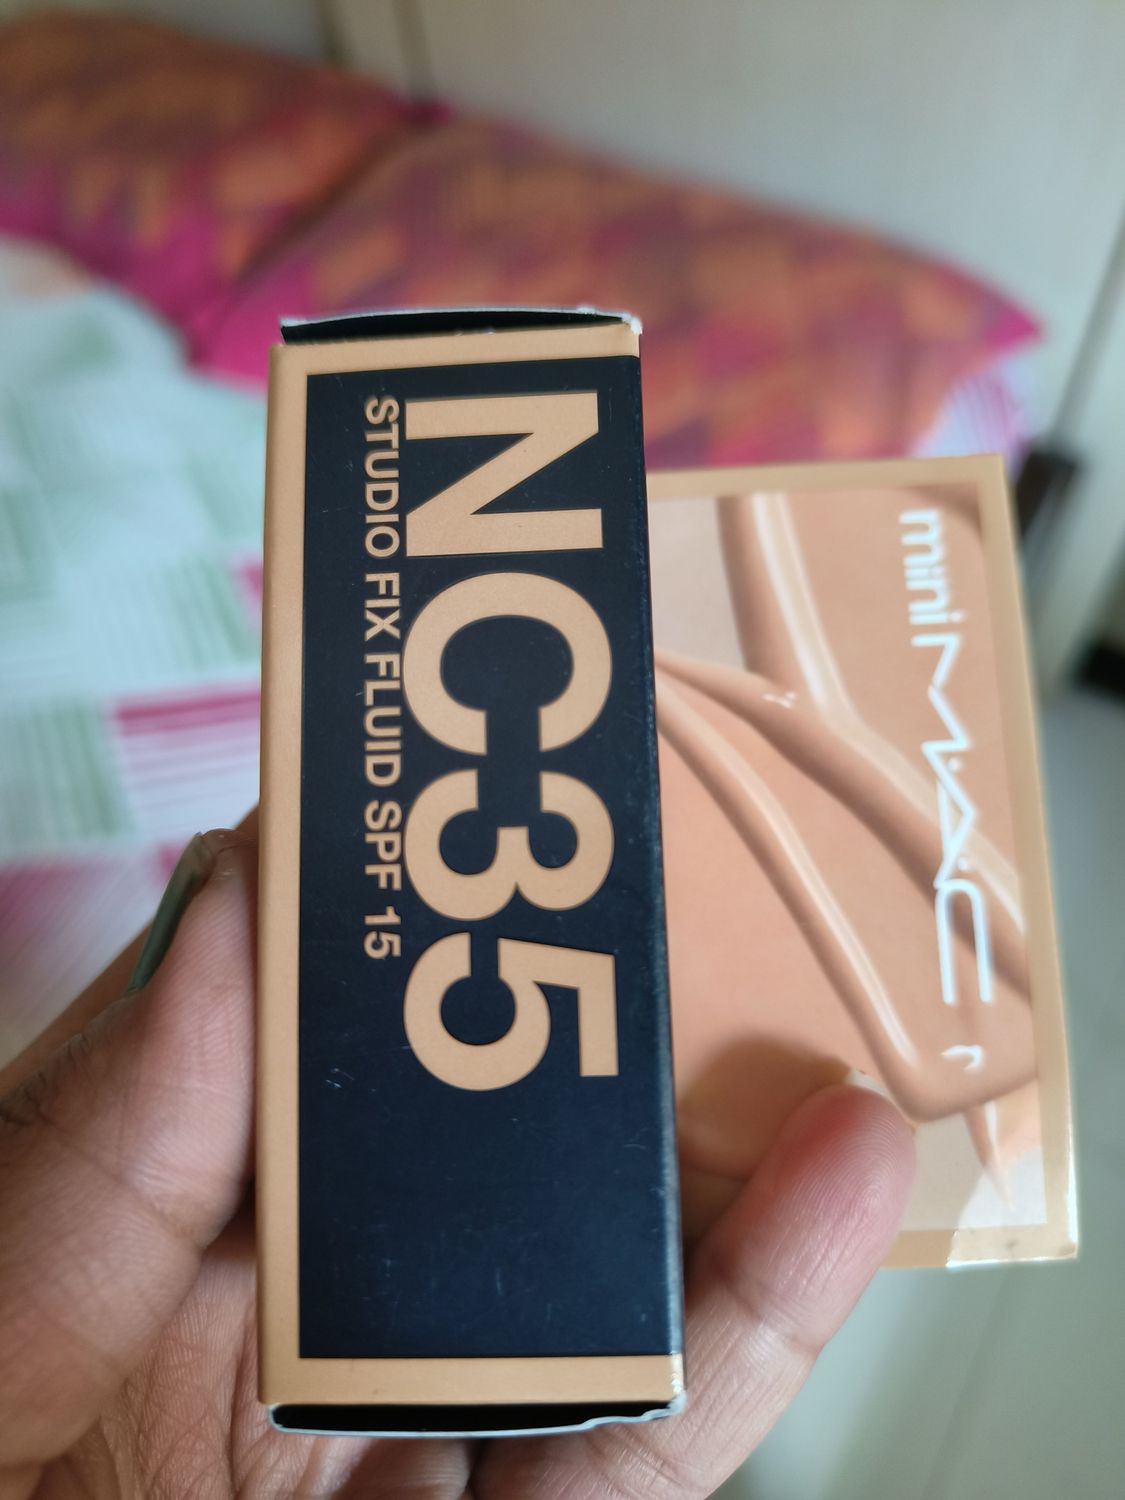 NC35
STUDIO FIX FLUID SPF 15
mini MAC